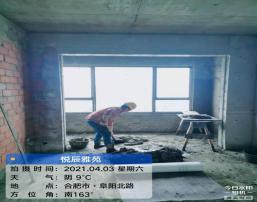 悦辰雅苑
拍摄时间：2021.04.03 星期六
天　　气：阴 9℃
地　　点：合肥市·阜阳北路
方 位 角：南163°
今日水印
相机